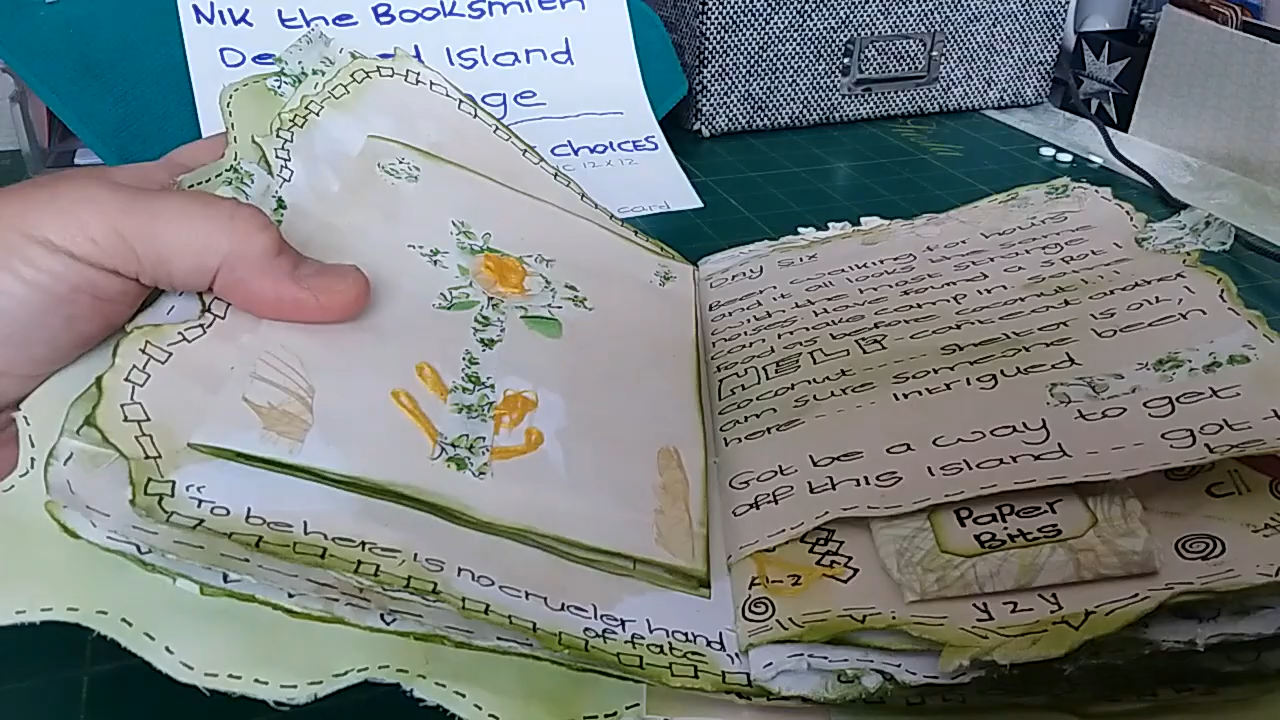 Nik the Booksmith
Island
CHOICES
12x12
card
"To be here, is no crueler hand
of fate"
Day Six
Been walking for hours
and it all looks the same
with the most strange
noises. Have found a spot I
can make camp in.
food as before coconut!!!
HELP - can't eat another
coconut -- shelter is ok, I
am sure someone been
here ---- intrigued
Got be a way to get
off this island --- got t
be
Paper
Bits
yzy